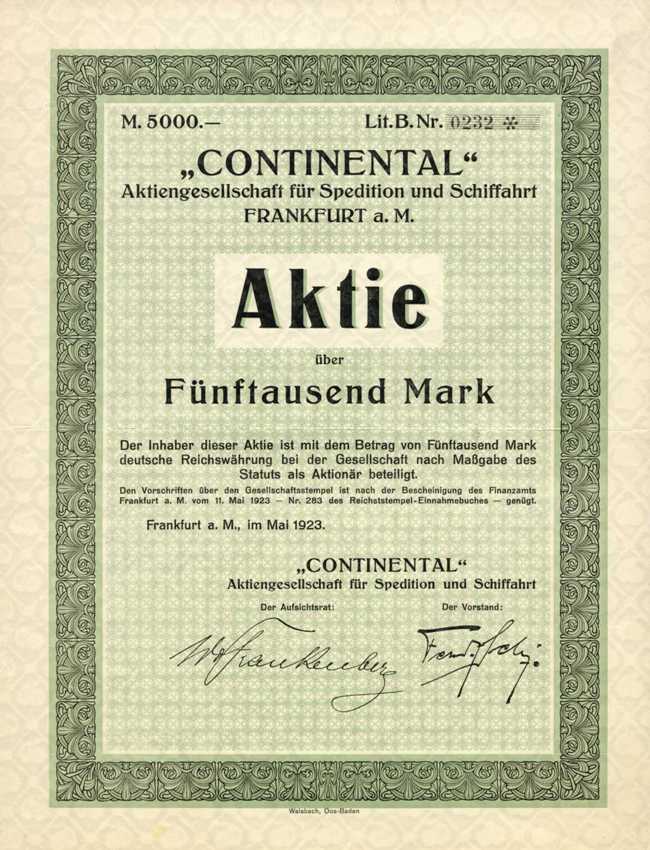 M. 5000.—
Lit. B. Nr. 0232 *
„CONTINENTAL“
Aktiengesellschaft für Spedition und Schiffahrt
FRANKFURT a. M.
Aktie
über
Fünftausend Mark
Der Inhaber dieser Aktie ist mit dem Betrag von Fünftausend Mark
deutsche Reichswährung bei der Gesellschaft nach Maßgabe des
Statuts als Aktionär beteiligt.
Den Vorschriften über den Gesellschaftsstempel ist nach der Bescheinigung des Finanzamts
Frankfurt a. M. vom 11. Mai 1923 — Nr. 283 des Reichstempel-Einnahmebuches — genügt.
Frankfurt a. M., im Mai 1923.
„CONTINENTAL“
Aktiengesellschaft für Spedition und Schiffahrt
Der Aufsichtsrat:
Der Vorstand:
Frankenberg
Waisbach, Oos-Baden